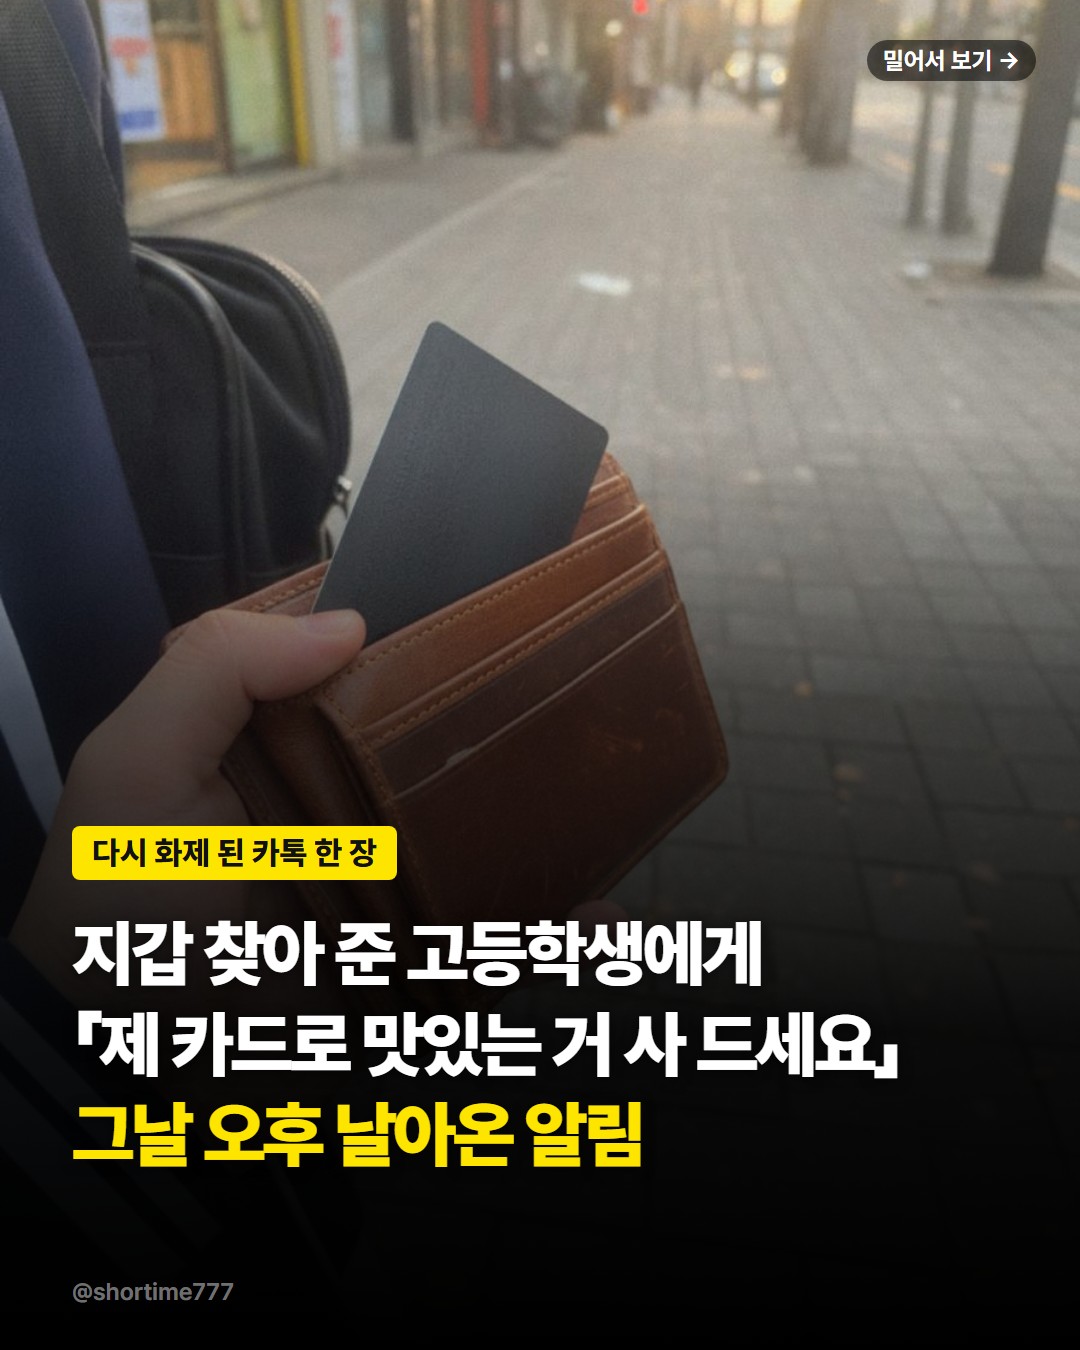 밀어서 보기 →
다시 화제 된 카톡 한 장
지갑 찾아 준 고등학생에게
「제 카드로 맛있는 거 사 드세요」
그날 오후 날아온 알림
@shortime777